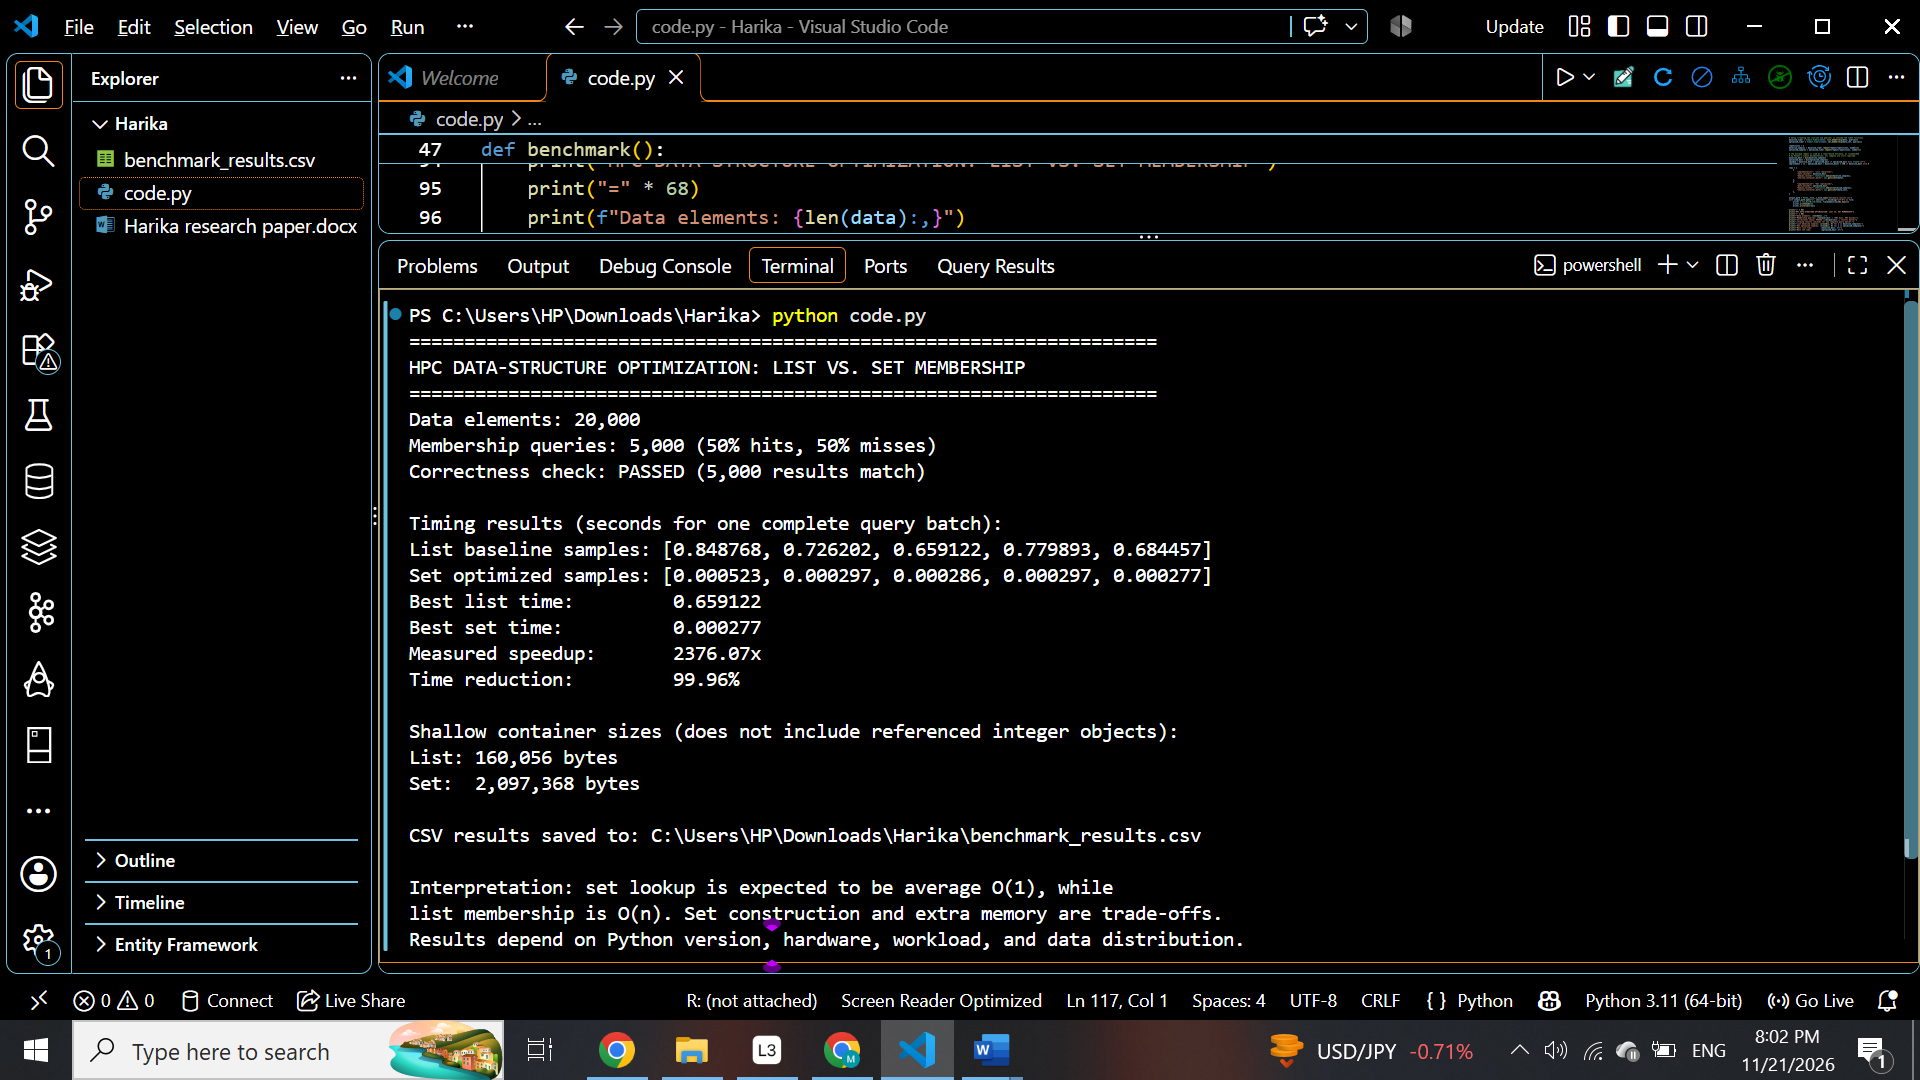 File Edit Selection View Go Run
code.py - Harika - Visual Studio Code
Update
Explorer
Harika
benchmark_results.csv
code.py
Harika research paper.docx
Outline
Timeline
Entity Framework
Welcome
code.py
code.py > ...
47 def benchmark():
95 print("=" * 68)
96 print(f"Data elements: {len(data):,}")
Problems Output Debug Console Terminal Ports Query Results
powershell
PS C:\Users\HP\Downloads\Harika> python code.py
====================================================================
HPC DATA-STRUCTURE OPTIMIZATION: LIST VS. SET MEMBERSHIP
====================================================================
Data elements: 20,000
Membership queries: 5,000 (50% hits, 50% misses)
Correctness check: PASSED (5,000 results match)
Timing results (seconds for one complete query batch):
List baseline samples: [0.848768, 0.726202, 0.659122, 0.779893, 0.684457]
Set optimized samples: [0.000523, 0.000297, 0.000286, 0.000297, 0.000277]
Best list time: 0.659122
Best set time: 0.000277
Measured speedup: 2376.07x
Time reduction: 99.96%
Shallow container sizes (does not include referenced integer objects):
List: 160,056 bytes
Set: 2,097,368 bytes
CSV results saved to: C:\Users\HP\Downloads\Harika\benchmark_results.csv
Interpretation: set lookup is expected to be average O(1), while
list membership is O(n). Set construction and extra memory are trade-offs.
Results depend on Python version, hardware, workload, and data distribution.
1
0 0 Connect Live Share
R: (not attached) Screen Reader Optimized Ln 117, Col 1 Spaces: 4 UTF-8 CRLF { } Python Python 3.11 (64-bit) Go Live
Type here to search
L3
M
W
USD/JPY -0.71%
ENG
8:02 PM
11/21/2026
1